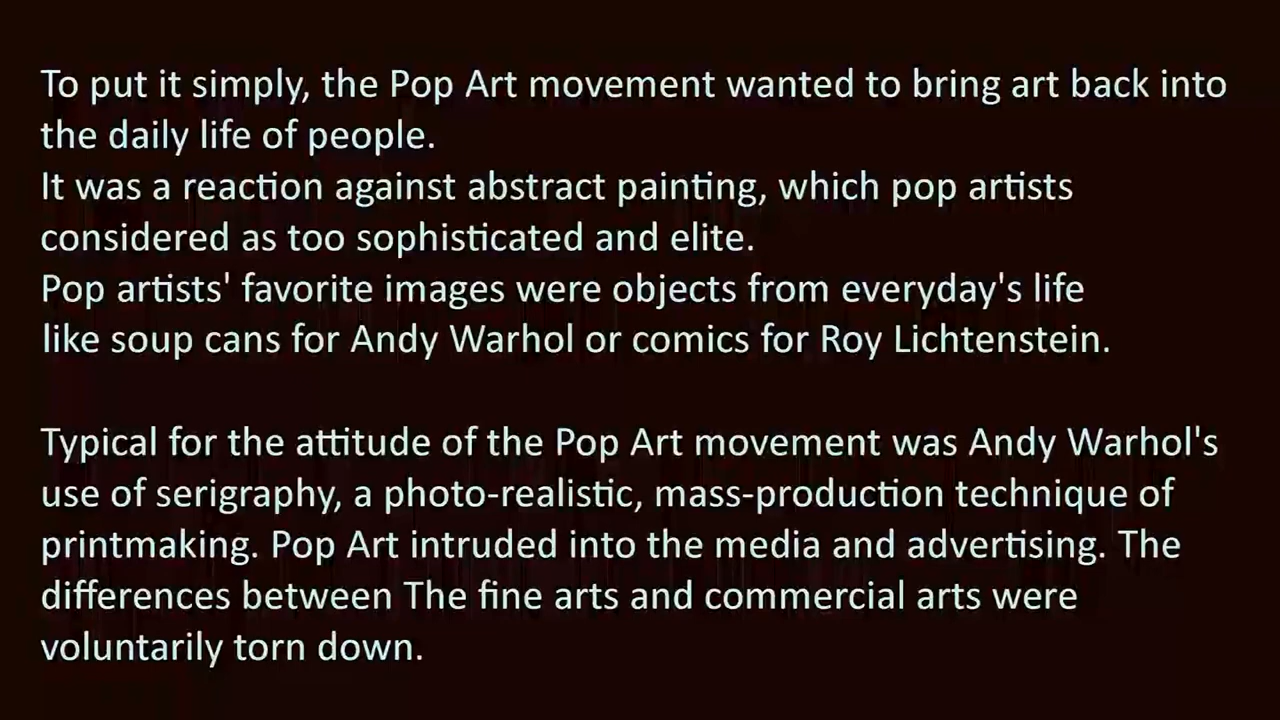 To put it simply, the Pop Art movement wanted to bring art back into
the daily life of people.
It was a reaction against abstract painting, which pop artists
considered as too sophisticated and elite.
Pop artists' favorite images were objects from everyday's life
like soup cans for Andy Warhol or comics for Roy Lichtenstein.
Typical for the attitude of the Pop Art movement was Andy Warhol's
use of serigraphy, a photo-realistic, mass-production technique of
printmaking. Pop Art intruded into the media and advertising. The
differences between The fine arts and commercial arts were
voluntarily torn down.